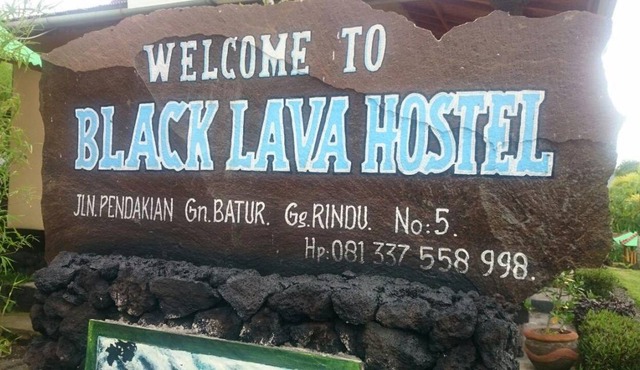 WELCOME TO
BLACK LAVA HOSTEL
JLN. PENDAKIAN Gn. BATUR. Gg. RINDU. No: 5.
Hp: 081 337 558 998.